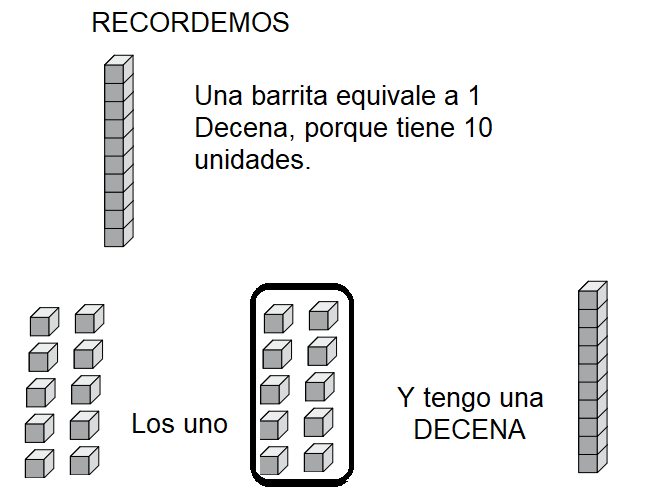 RECORDEMOS
Una barrita equivale a 1
Decena, porque tiene 10
unidades.
Los uno
Y tengo una
DECENA